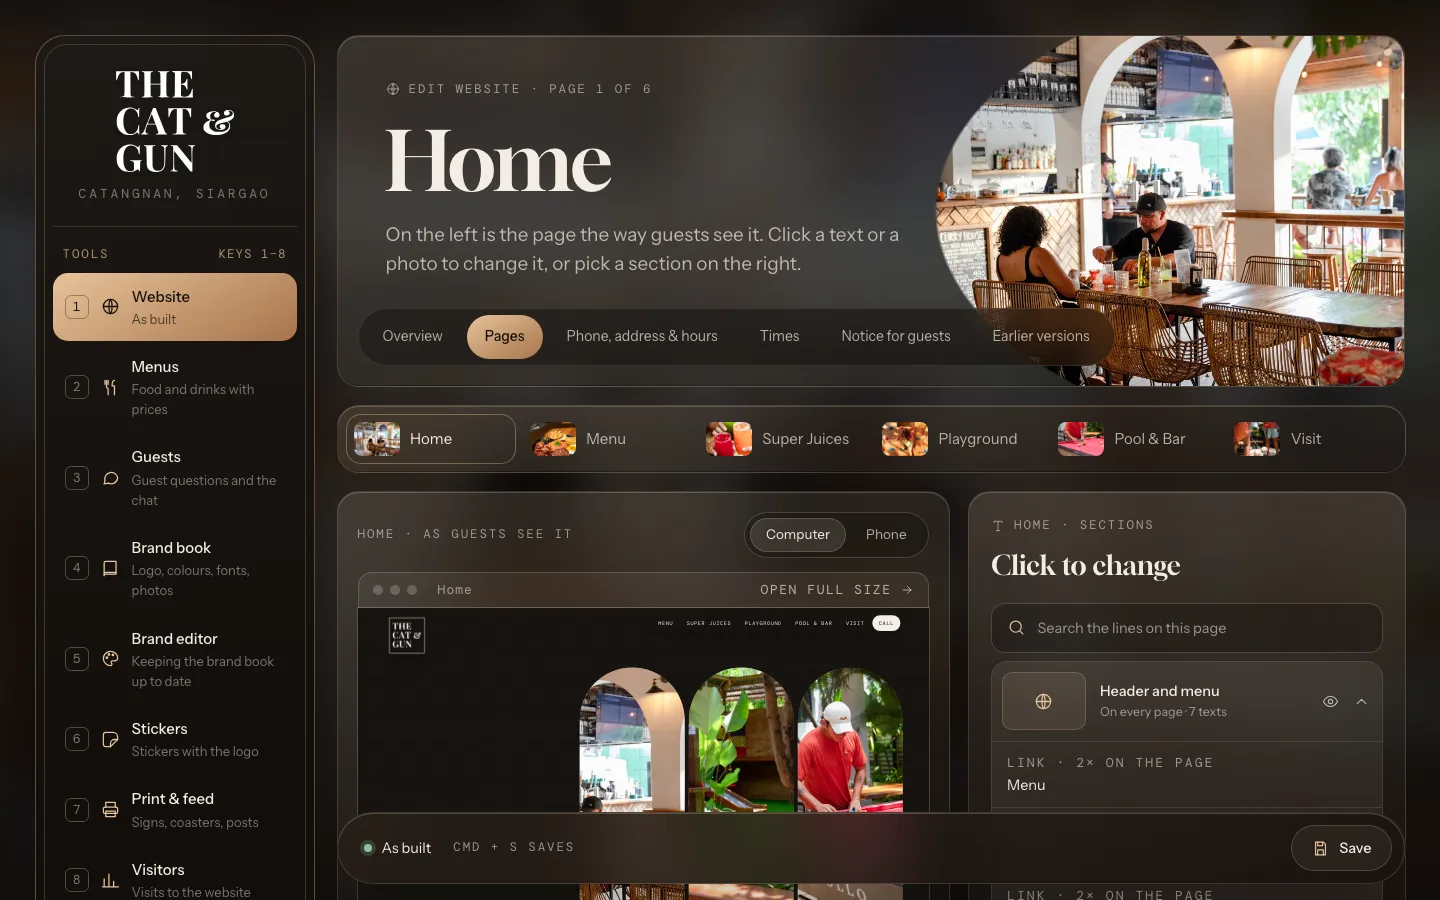 THE
CAT &
GUN
CATANGNAN, SIARGAO
TOOLS KEYS 1–8
1 Website
As built
2 Menus
Food and drinks with
prices
3 Guests
Guest questions and the
chat
4 Brand book
Logo, colours, fonts,
photos
5 Brand editor
Keeping the brand book
up to date
6 Stickers
Stickers with the logo
7 Print & feed
Signs, coasters, posts
8 Visitors
Visits to the website
EDIT WEBSITE · PAGE 1 OF 6
Home
On the left is the page the way guests see it. Click a text or a
photo to change it, or pick a section on the right.
Overview Pages Phone, address & hours Times Notice for guests Earlier versions
Home Menu Super Juices Playground Pool & Bar Visit
HOME · AS GUESTS SEE IT
Computer Phone
Home OPEN FULL SIZE →
THE
CAT &
GUN
MENU SUPER JUICES PLAYGROUND POOL & BAR VISIT CALL
HOME · SECTIONS
Click to change
Search the lines on this page
Header and menu
On every page · 7 texts
LINK · 2× ON THE PAGE
Menu
LINK · 2× ON THE PAGE
As built CMD + S SAVES
Save